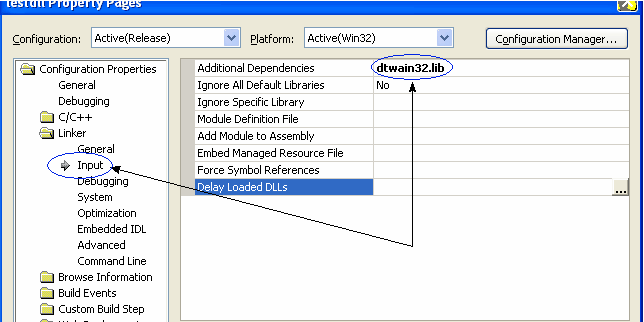 testdll Property Pages
Configuration: Active(Release) Platform: Active(Win32) Configuration Manager...
Configuration Properties
General
Debugging
C/C++
Linker
General
Input
Debugging
System
Optimization
Embedded IDL
Advanced
Command Line
Browse Information
Build Events
Custom Build Step
Additional Dependencies dtwain32.lib
Ignore All Default Libraries No
Ignore Specific Library
Module Definition File
Add Module to Assembly
Embed Managed Resource File
Force Symbol References
Delay Loaded DLLs ...